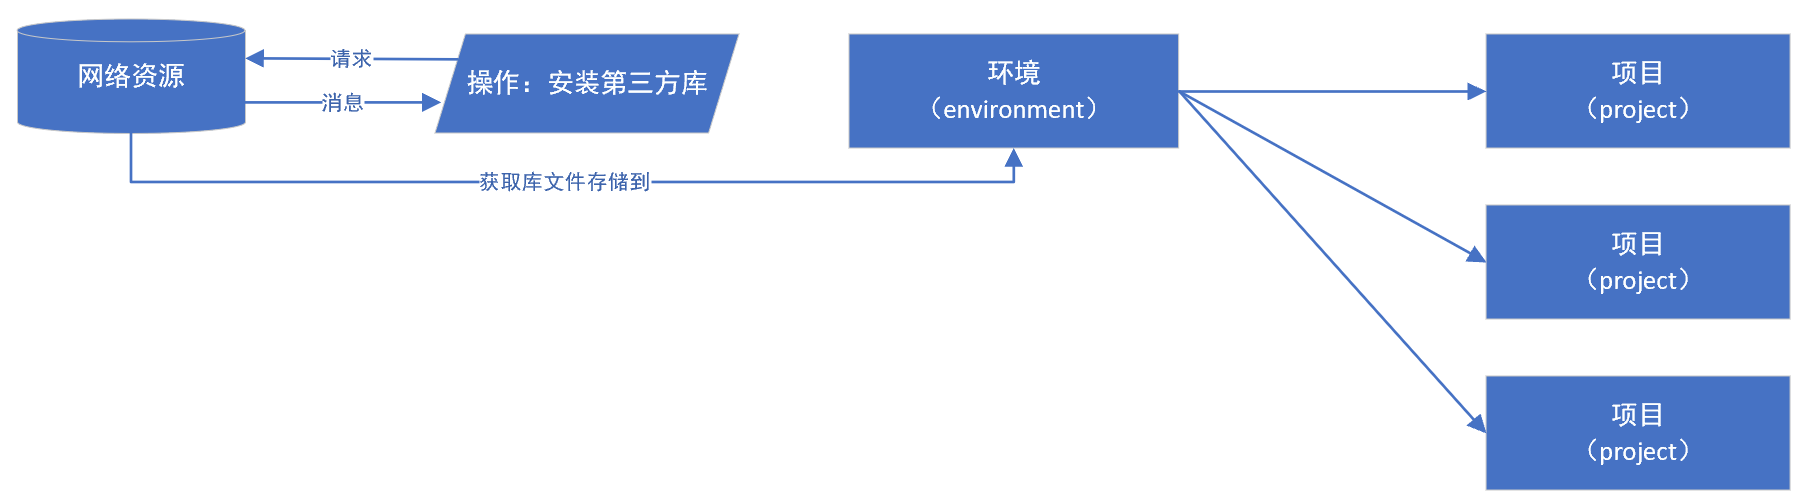 网络资源
请求
消息
操作：安装第三方库
获取库文件存储到
环境
（environment）
项目
（project）
项目
（project）
项目
（project）